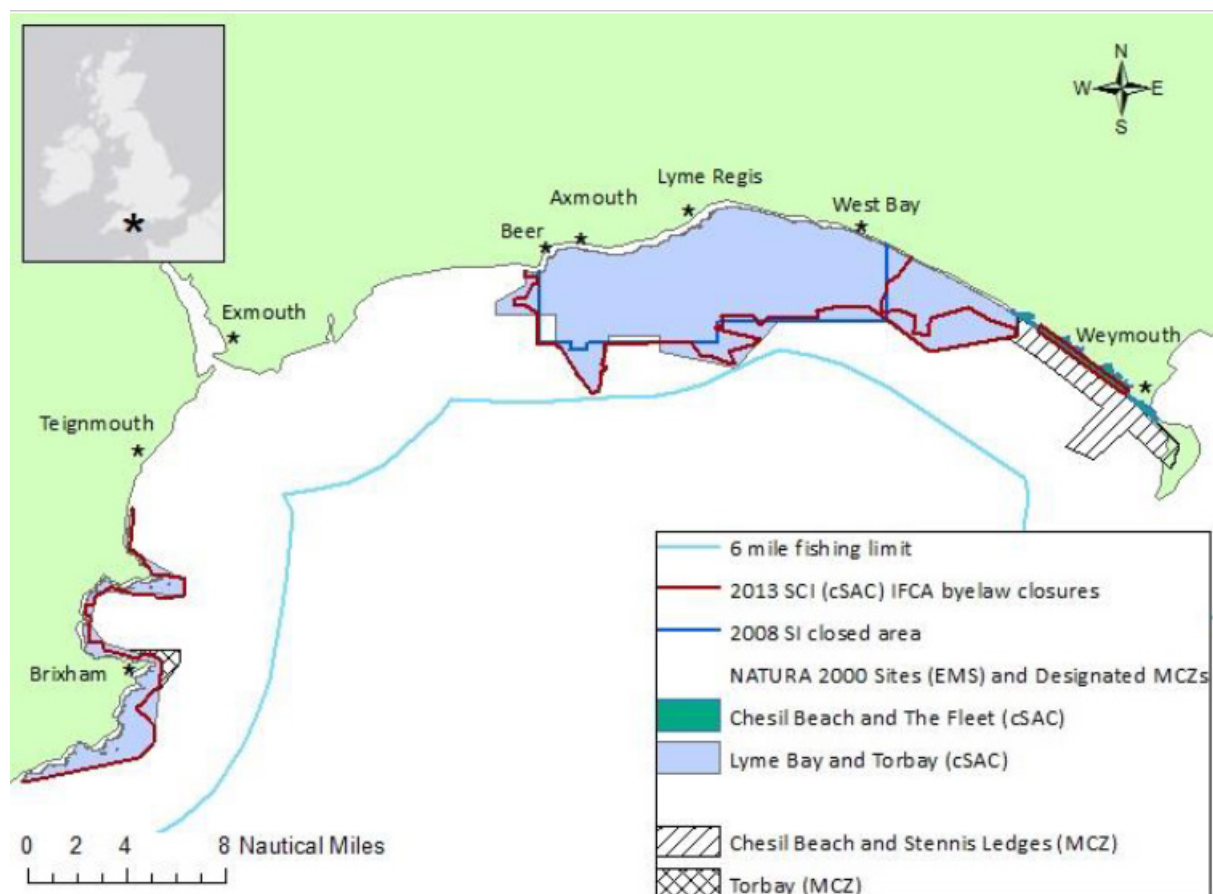 N
W E
S
Lyme Regis
Axmouth
West Bay
Beer
Exmouth
Weymouth
Teignmouth
Brixham
6 mile fishing limit
2013 SCI (cSAC) IFCA byelaw closures
2008 SI closed area
NATURA 2000 Sites (EMS) and Designated MCZs
Chesil Beach and The Fleet (cSAC)
Lyme Bay and Torbay (cSAC)
Chesil Beach and Stennis Ledges (MCZ)
Torbay (MCZ)
0 2 4 8 Nautical Miles